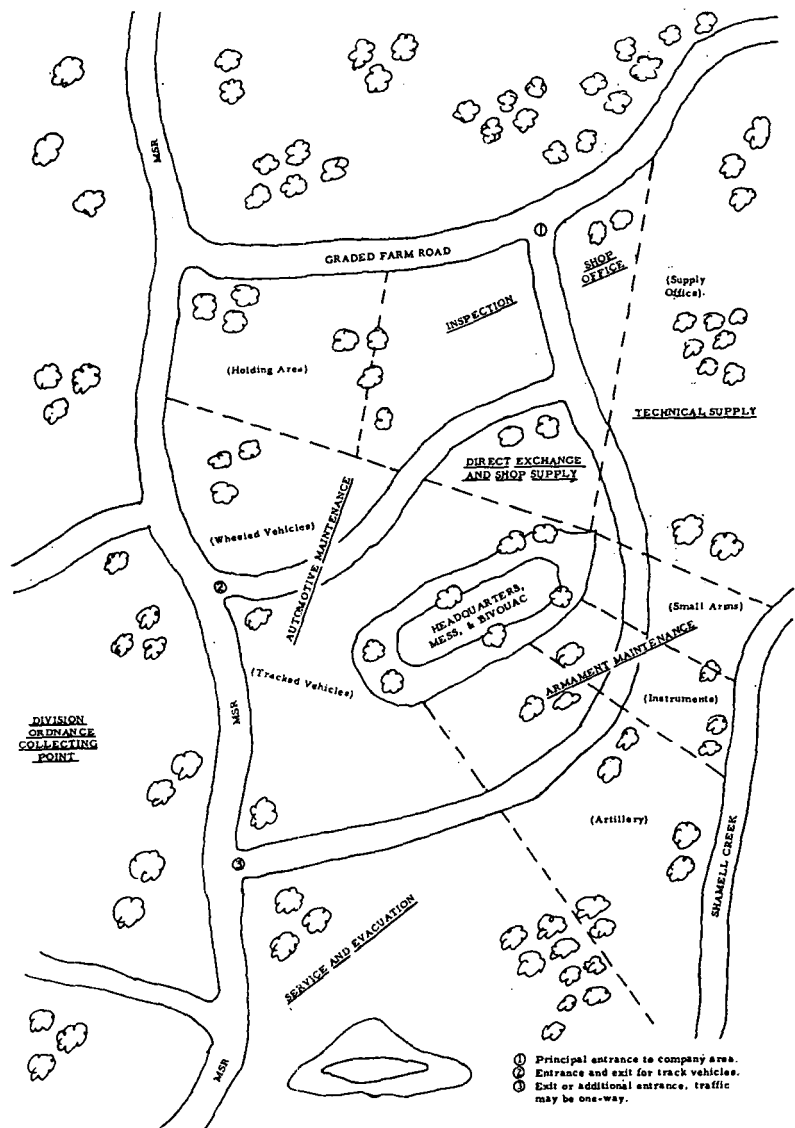 MSR
①
GRADED FARM ROAD
SHOP
OFFICE
(Supply
Office).
INSPECTION
(Holding Area)
TECHNICAL SUPPLY
DIRECT EXCHANGE
AND SHOP SUPPLY
(Wheeled Vehicles)
AUTOMOTIVE MAINTENANCE
②
HEADQUARTERS,
MESS, & BIVOUAC
(Small Arms)
ARMAMENT MAINTENANCE
(Tracked Vehicles)
(Instruments)
MSR
DIVISION
ORDNANCE
COLLECTING
POINT
(Artillery)
SHAMELL CREEK
③
SERVICE AND EVACUATION
MSR
① Principal entrance to company area.
② Entrance and exit for track vehicles.
③ Exit or additional entrance, traffic
may be one-way.